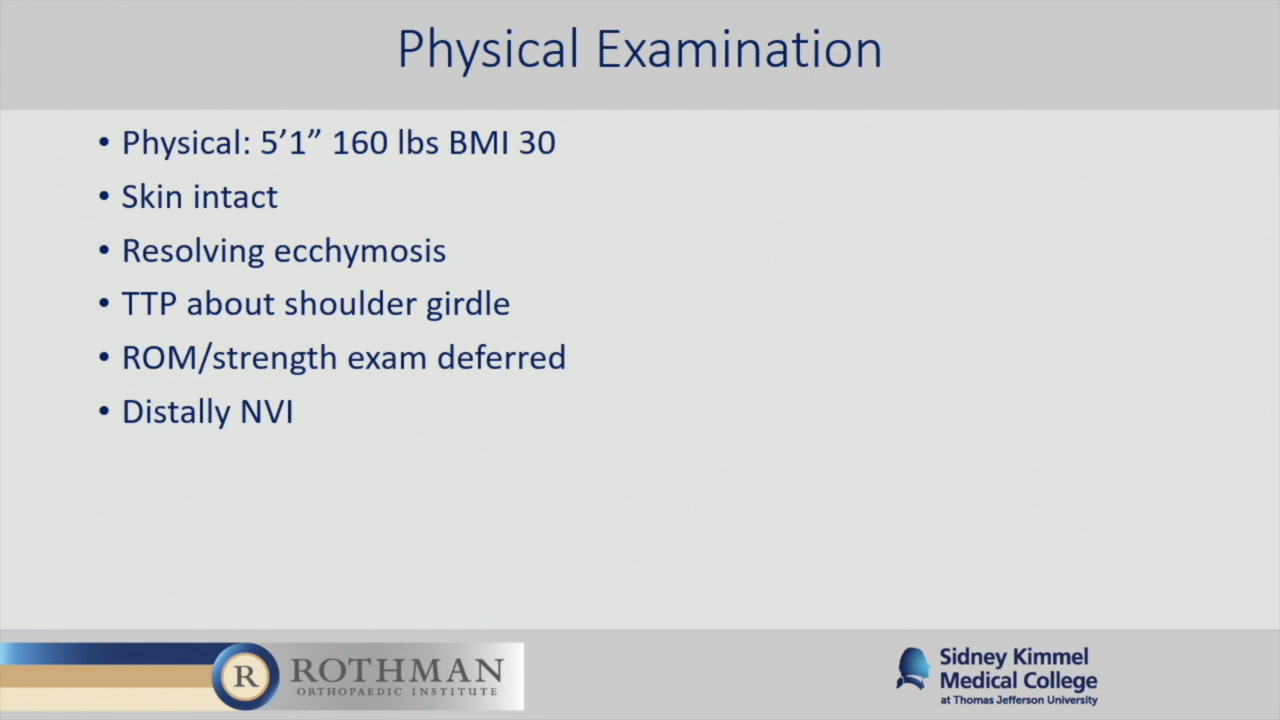 Physical Examination
• Physical: 5’1” 160 lbs BMI 30
• Skin intact
• Resolving ecchymosis
• TTP about shoulder girdle
• ROM/strength exam deferred
• Distally NVI
R
ROTHMAN
ORTHOPAEDIC INSTITUTE
Sidney Kimmel
Medical College
at Thomas Jefferson University